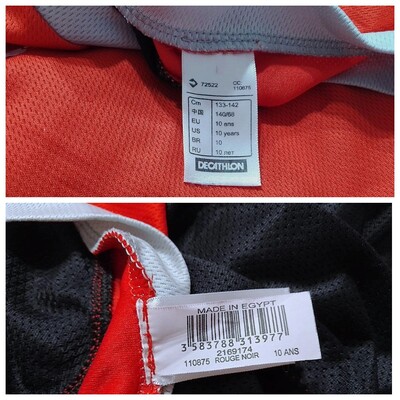 72522
CC
110875
Cm 133-142
中国 140/68
EU 10 ans
US 10 years
BR 10
RU 10 лет
DECATHLON
MADE IN EGYPT
3 583788 313977
2169174
110875 ROUGE NOIR 10 ANS